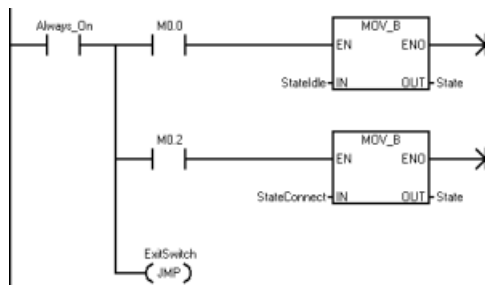 Always_On
M0.0
MOV_B
EN ENO
StateIdle IN OUT State
M0.2
MOV_B
EN ENO
StateConnect IN OUT State
ExitSwitch
JMP